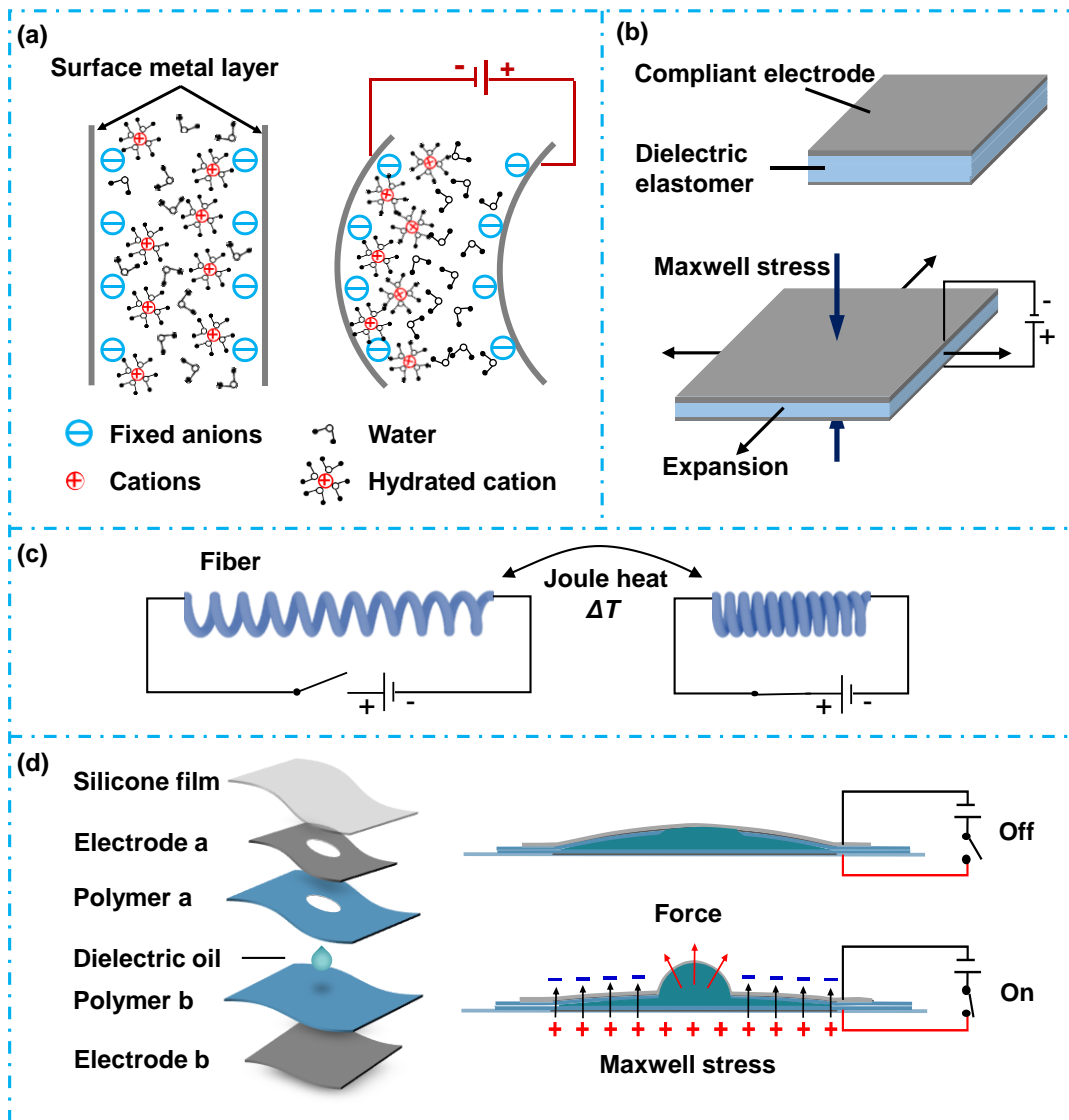 (a)
Surface metal layer
- +
Fixed anions
Water
Cations
Hydrated cation
(b)
Compliant electrode
Dielectric
elastomer
Maxwell stress
-
+
Expansion
(c)
Fiber
Joule heat
ΔT
+ -
+ -
(d)
Silicone film
Electrode a
Polymer a
Dielectric oil
Polymer b
Electrode b
Off
Force
On
- - - - - - - -
+ + + + + + + + + + +
Maxwell stress